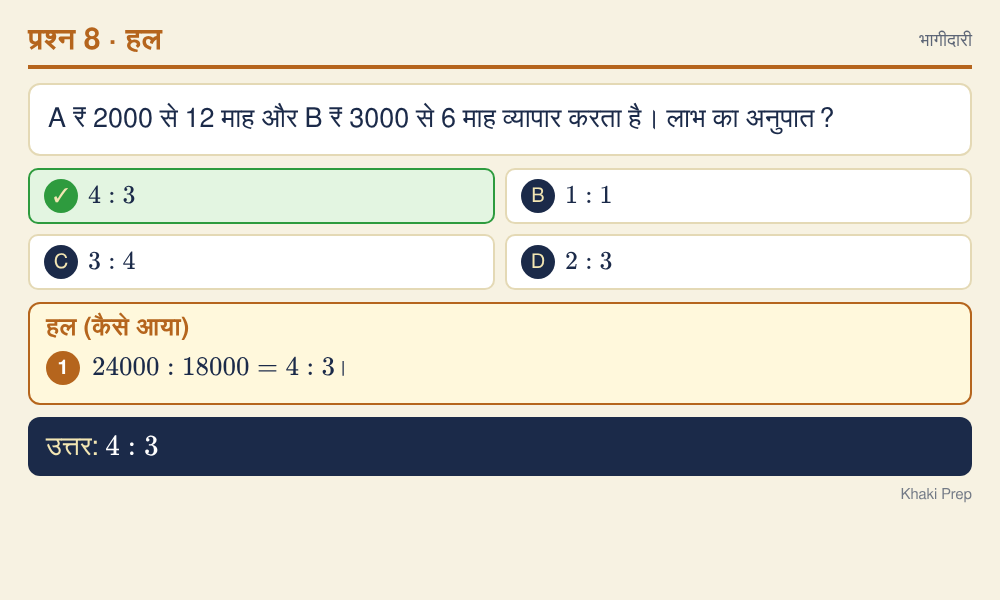 प्रश्न 8 · हल
भागीदारी
A ₹ 2000 से 12 माह और B ₹ 3000 से 6 माह व्यापार करता है। लाभ का अनुपात ?
✓ 4 : 3
B 1 : 1
C 3 : 4
D 2 : 3
हल (कैसे आया)
1 24000 : 18000 = 4 : 3।
उत्तर: 4 : 3
Khaki Prep